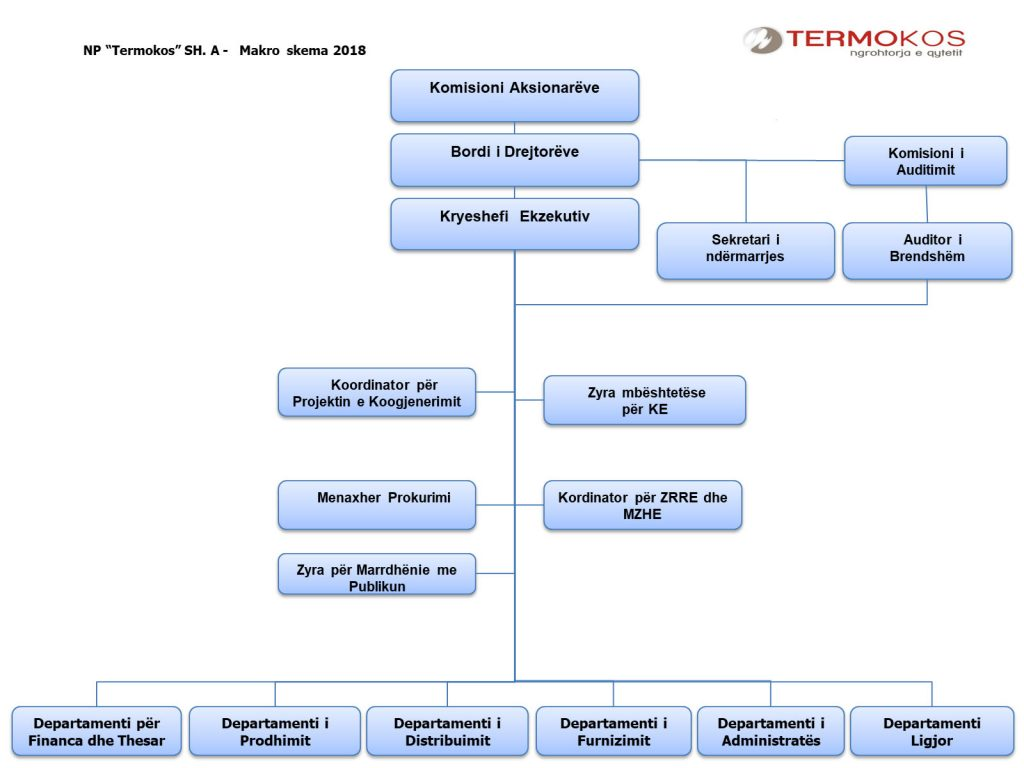 NP “Termokos” SH. A - Makro skema 2018
TERMOKOS
ngrohtorja e qytetit
Komisioni Aksionarëve
Bordi i Drejtorëve
Komisioni i
Auditimit
Kryeshefi Ekzekutiv
Sekretari i
ndërmarrjes
Auditor i
Brendshëm
Koordinator për
Projektin e Koogjenerimit
Zyra mbështetëse
për KE
Menaxher Prokurimi
Kordinator për ZRRE dhe
MZHE
Zyra për Marrdhënie me
Publikun
Departamenti për
Financa dhe Thesar
Departamenti i
Prodhimit
Departamenti i
Distribuimit
Departamenti i
Furnizimit
Departamenti i
Administratës
Departamenti
Ligjor